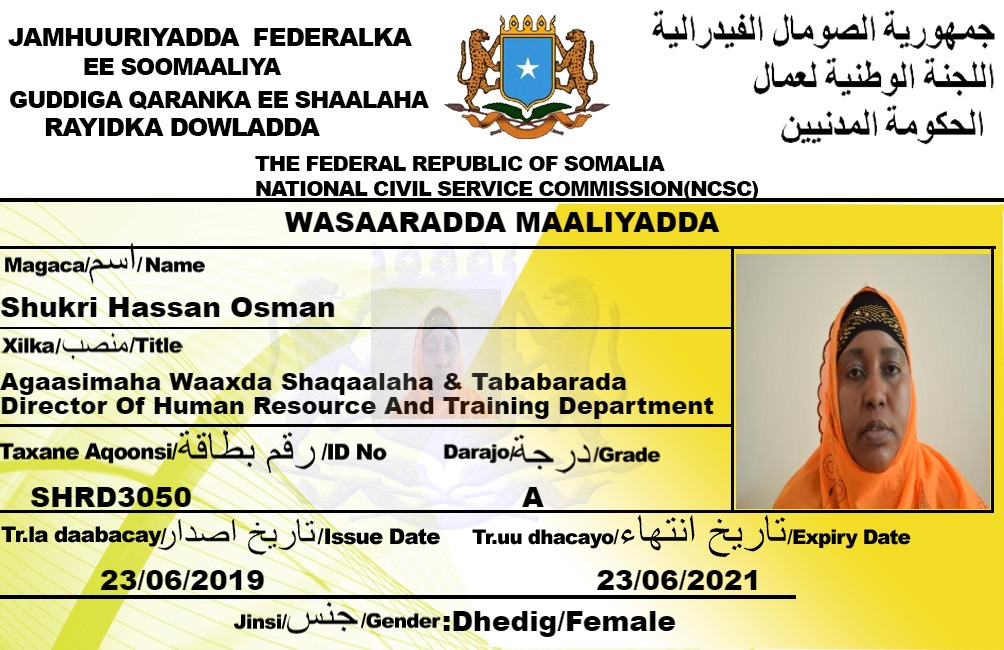 JAMHUURIYADDA FEDERALKA
EE SOOMAALIYA
GUDDIGA QARANKA EE SHAALAHA
RAYIDKA DOWLADDA
جمهورية الصومال الفيدرالية
اللجنة الوطنية لعمال
الحكومة المدنيين
THE FEDERAL REPUBLIC OF SOMALIA
NATIONAL CIVIL SERVICE COMMISSION(NCSC)
WASAARADDA MAALIYADDA
Magaca/اسم/Name
Shukri Hassan Osman
Xilka/منصب/Title
Agaasimaha Waaxda Shaqaalaha & Tababarada
Director Of Human Resource And Training Department
Taxane Aqoonsi/رقم بطاقة/ID No
SHRD3050
Darajo/درجة/Grade
A
Tr.la daabacay/تاريخ اصدار/Issue Date
23/06/2019
Tr.uu dhacayo/تاريخ انتهاء/Expiry Date
23/06/2021
Jinsi/جنس/Gender:Dhedig/Female